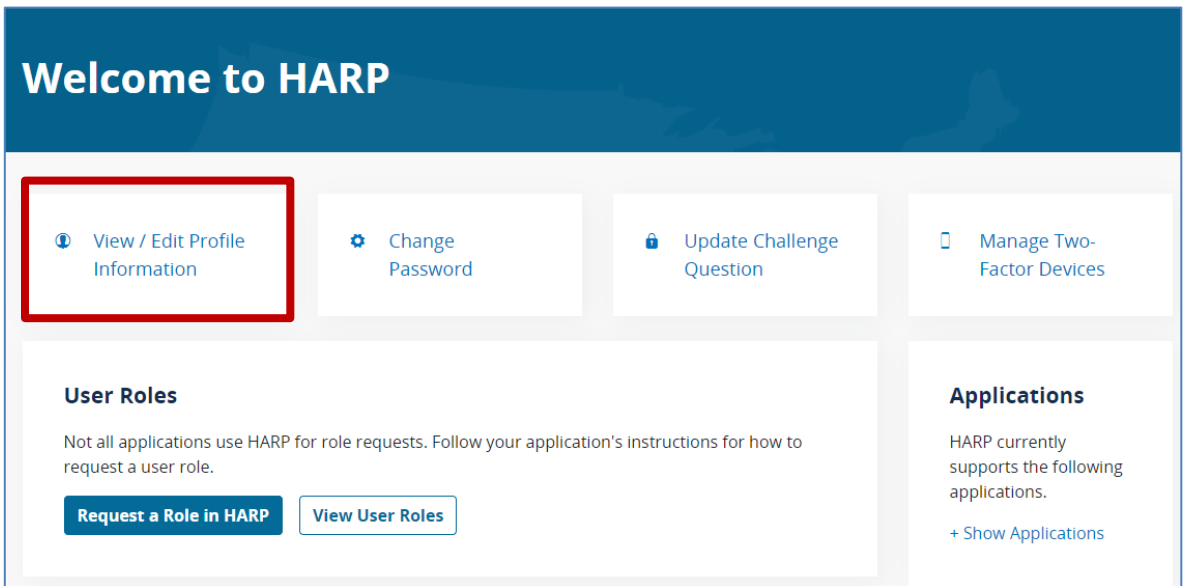 Welcome to HARP
View / Edit Profile
Information
Change
Password
Update Challenge
Question
Manage Two-
Factor Devices
User Roles
Not all applications use HARP for role requests. Follow your application's instructions for how to
request a user role.
Request a Role in HARP
View User Roles
Applications
HARP currently
supports the following
applications.
+ Show Applications